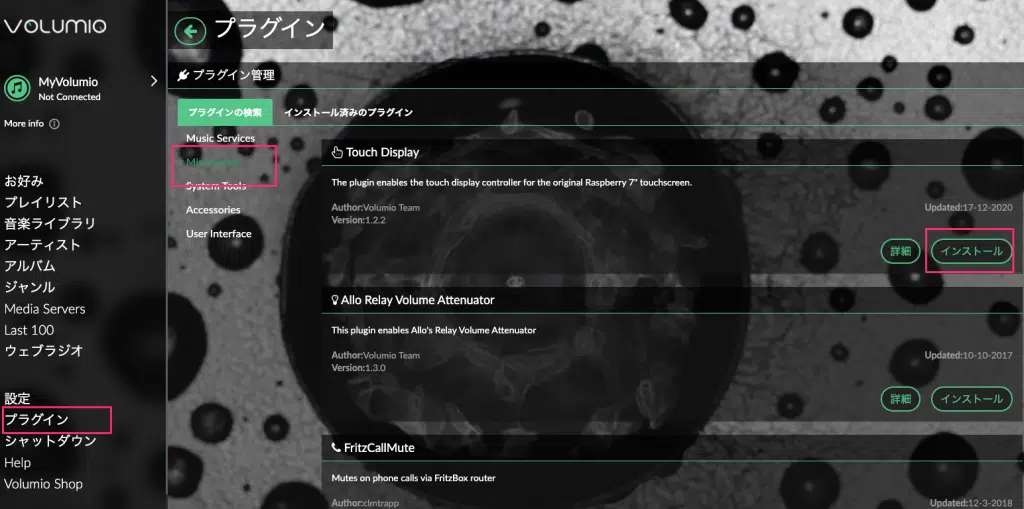 VOLUMIO
MyVolumio
Not Connected
More info
お好み
プレイリスト
音楽ライブラリ
アーティスト
アルバム
ジャンル
Media Servers
Last 100
ウェブラジオ
設定
プラグイン
シャットダウン
Help
Volumio Shop
プラグイン
プラグイン管理
プラグインの検索
インストール済みのプラグイン
Music Services
System Tools
Accessories
User Interface
Touch Display
The plugin enables the touch display controller for the original Raspberry 7" touchscreen.
Author:Volumio Team
Version:1.2.2
Updated:17-12-2020
詳細
インストール
Allo Relay Volume Attenuator
This plugin enables Allo's Relay Volume Attenuator
Author:Volumio Team
Version:1.3.0
Updated:10-10-2017
詳細
インストール
FritzCallMute
Mutes on phone calls via FritzBox router
Author:clmtrapp
Updated:12-3-2018